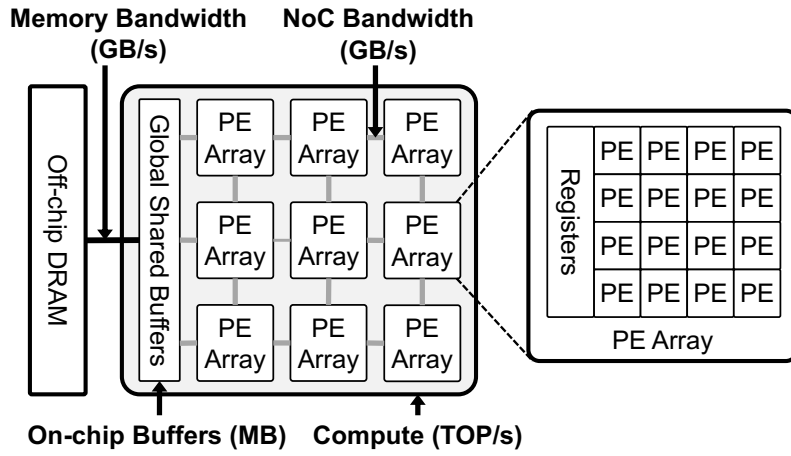 Memory Bandwidth
(GB/s)
NoC Bandwidth
(GB/s)
Off-chip DRAM
Global Shared Buffers
PE
Array
PE
Array
PE
Array
PE
Array
PE
Array
PE
Array
PE
Array
PE
Array
PE
Array
Registers
PE PE PE PE
PE PE PE PE
PE PE PE PE
PE PE PE PE
PE Array
On-chip Buffers (MB)
Compute (TOP/s)